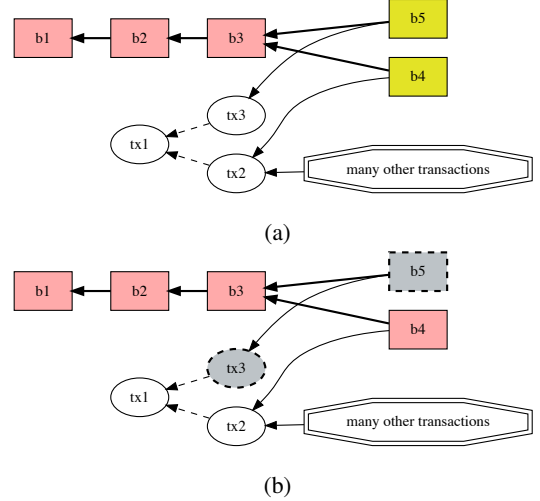 b5
b1 b2 b3
b4
tx3
tx1
tx2 many other transactions
(a)
b5
b1 b2 b3
b4
tx3
tx1
tx2 many other transactions
(b)